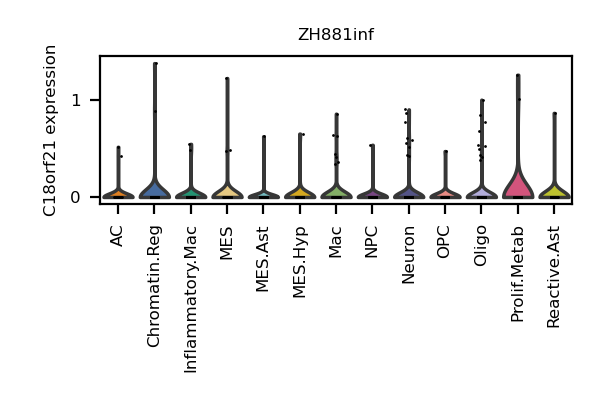 ZH881inf
C18orf21 expression
1
0
AC
Chromatin.Reg
Inflammatory.Mac
MES
MES.Ast
MES.Hyp
Mac
NPC
Neuron
OPC
Oligo
Prolif.Metab
Reactive.Ast